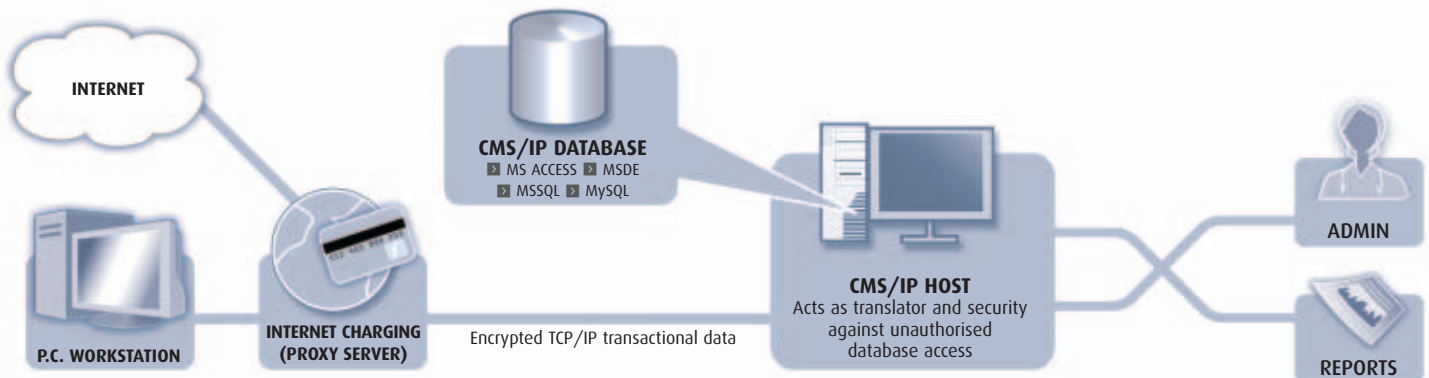 INTERNET
CMS/IP DATABASE
MS ACCESS MSDE
MSSQL MySQL
P.C. WORKSTATION
INTERNET CHARGING
(PROXY SERVER)
Encrypted TCP/IP transactional data
CMS/IP HOST
Acts as translator and security
against unauthorised
database access
ADMIN
REPORTS